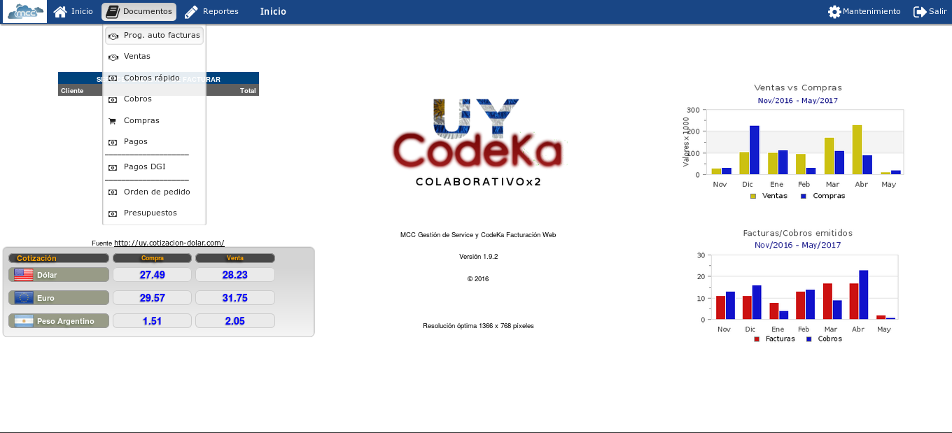 MCC
Inicio
Documentos
Reportes
Inicio
Mantenimiento
Salir
Prog. auto facturas
Ventas
Cobros rápido
Cobros
Compras
Pagos
Pagos DGI
Orden de pedido
Presupuestos
FACTURAR
Cliente
Total
Fuente http://uy.cotizacion-dolar.com/
Cotización Compra Venta
Dólar 27.49 28.23
Euro 29.57 31.75
Peso Argentino 1.51 2.05
UY
CodeKa
COLABORATIVOx2
MCC Gestión de Service y CodeKa Facturación Web
Versión 1.9.2
© 2016
Resolución óptima 1366 x 768 píxeles
Ventas vs Compras
Nov/2016 - May/2017
Valores x 1000
300
200
100
0
Nov Dic Ene Feb Mar Abr May
Ventas Compras
Facturas/Cobros emitidos
Nov/2016 - May/2017
30
20
10
0
Nov Dic Ene Feb Mar Abr May
Facturas Cobros